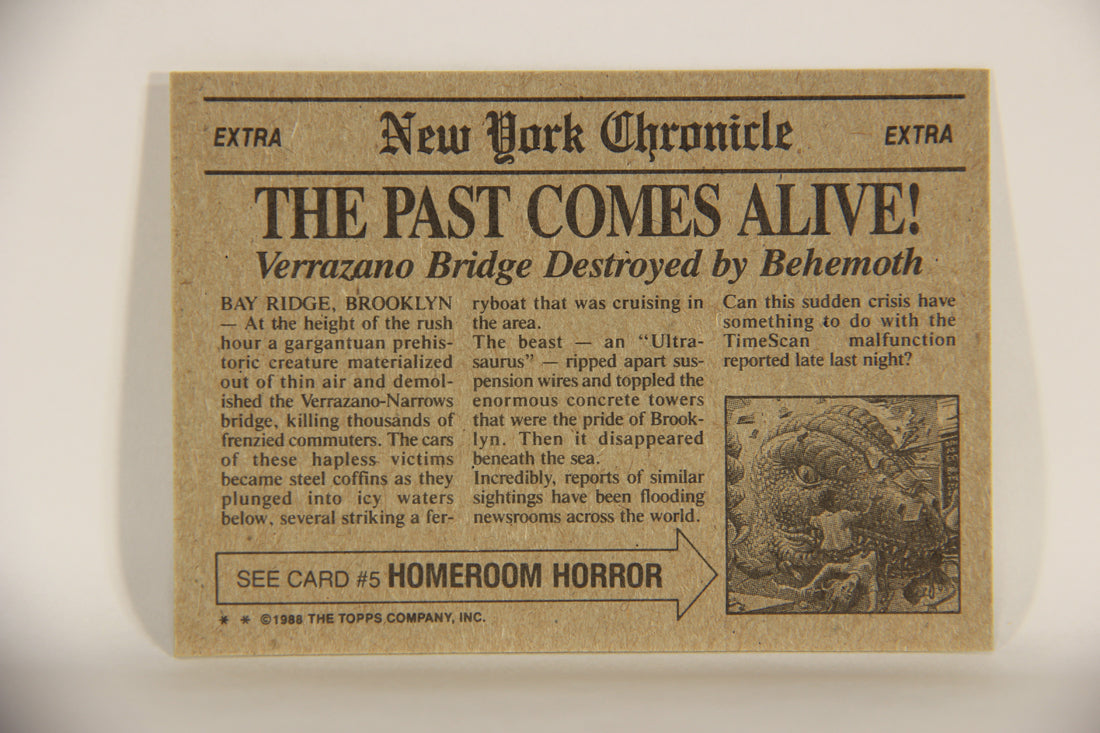 EXTRA New York Chronicle EXTRA
THE PAST COMES ALIVE!
Verrazano Bridge Destroyed by Behemoth
BAY RIDGE, BROOKLYN
— At the height of the rush
hour a gargantuan prehis-
toric creature materialized
out of thin air and demol-
ished the Verrazano-Narrows
bridge, killing thousands of
frenzied commuters. The cars
of these hapless victims
became steel coffins as they
plunged into icy waters
below, several striking a fer-
ryboat that was cruising in
the area.
The beast — an “Ultra-
saurus” — ripped apart sus-
pension wires and toppled the
enormous concrete towers
that were the pride of Brook-
lyn. Then it disappeared
beneath the sea.
Incredibly, reports of similar
sightings have been flooding
newsrooms across the world.
Can this sudden crisis have
something to do with the
TimeScan malfunction
reported late last night?
SEE CARD #5 HOMEROOM HORROR
* * ©1988 THE TOPPS COMPANY, INC.